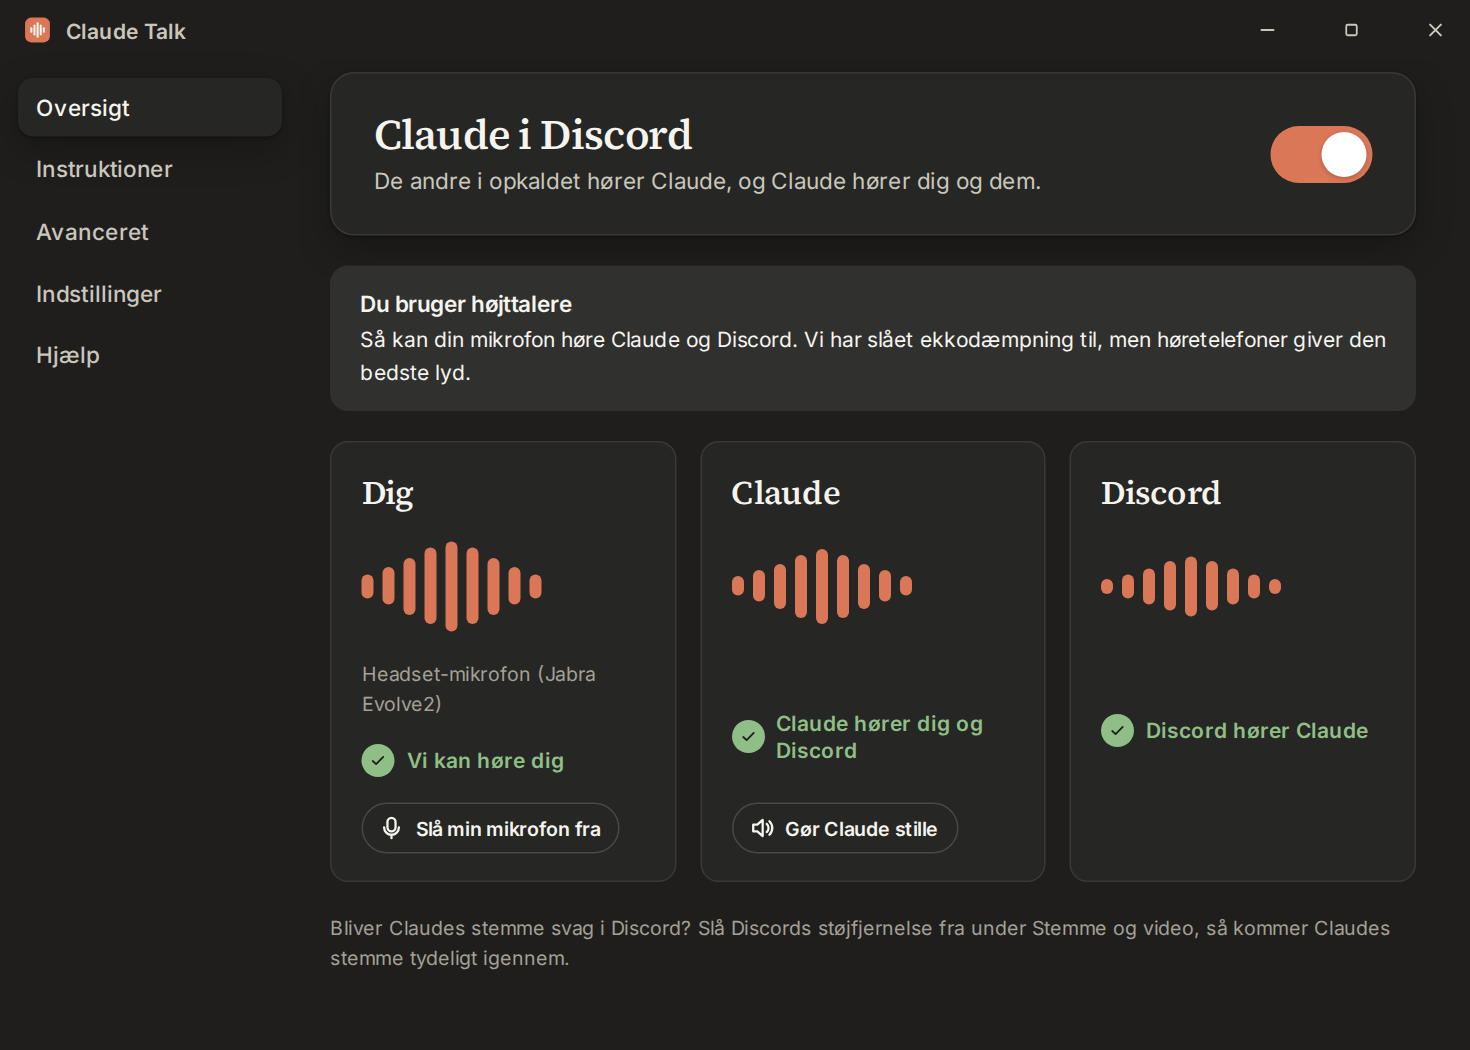 Claude Talk
Oversigt
Instruktioner
Avanceret
Indstillinger
Hjælp
Claude i Discord
De andre i opkaldet hører Claude, og Claude hører dig og dem.
Du bruger højttalere
Så kan din mikrofon høre Claude og Discord. Vi har slået ekkodæmpning til, men høretelefoner giver den
bedste lyd.
Dig
Headset-mikrofon (Jabra
Evolve2)
Vi kan høre dig
Slå min mikrofon fra
Claude
Claude hører dig og
Discord
Gør Claude stille
Discord
Discord hører Claude
Bliver Claudes stemme svag i Discord? Slå Discords støjfjernelse fra under Stemme og video, så kommer Claudes
stemme tydeligt igennem.